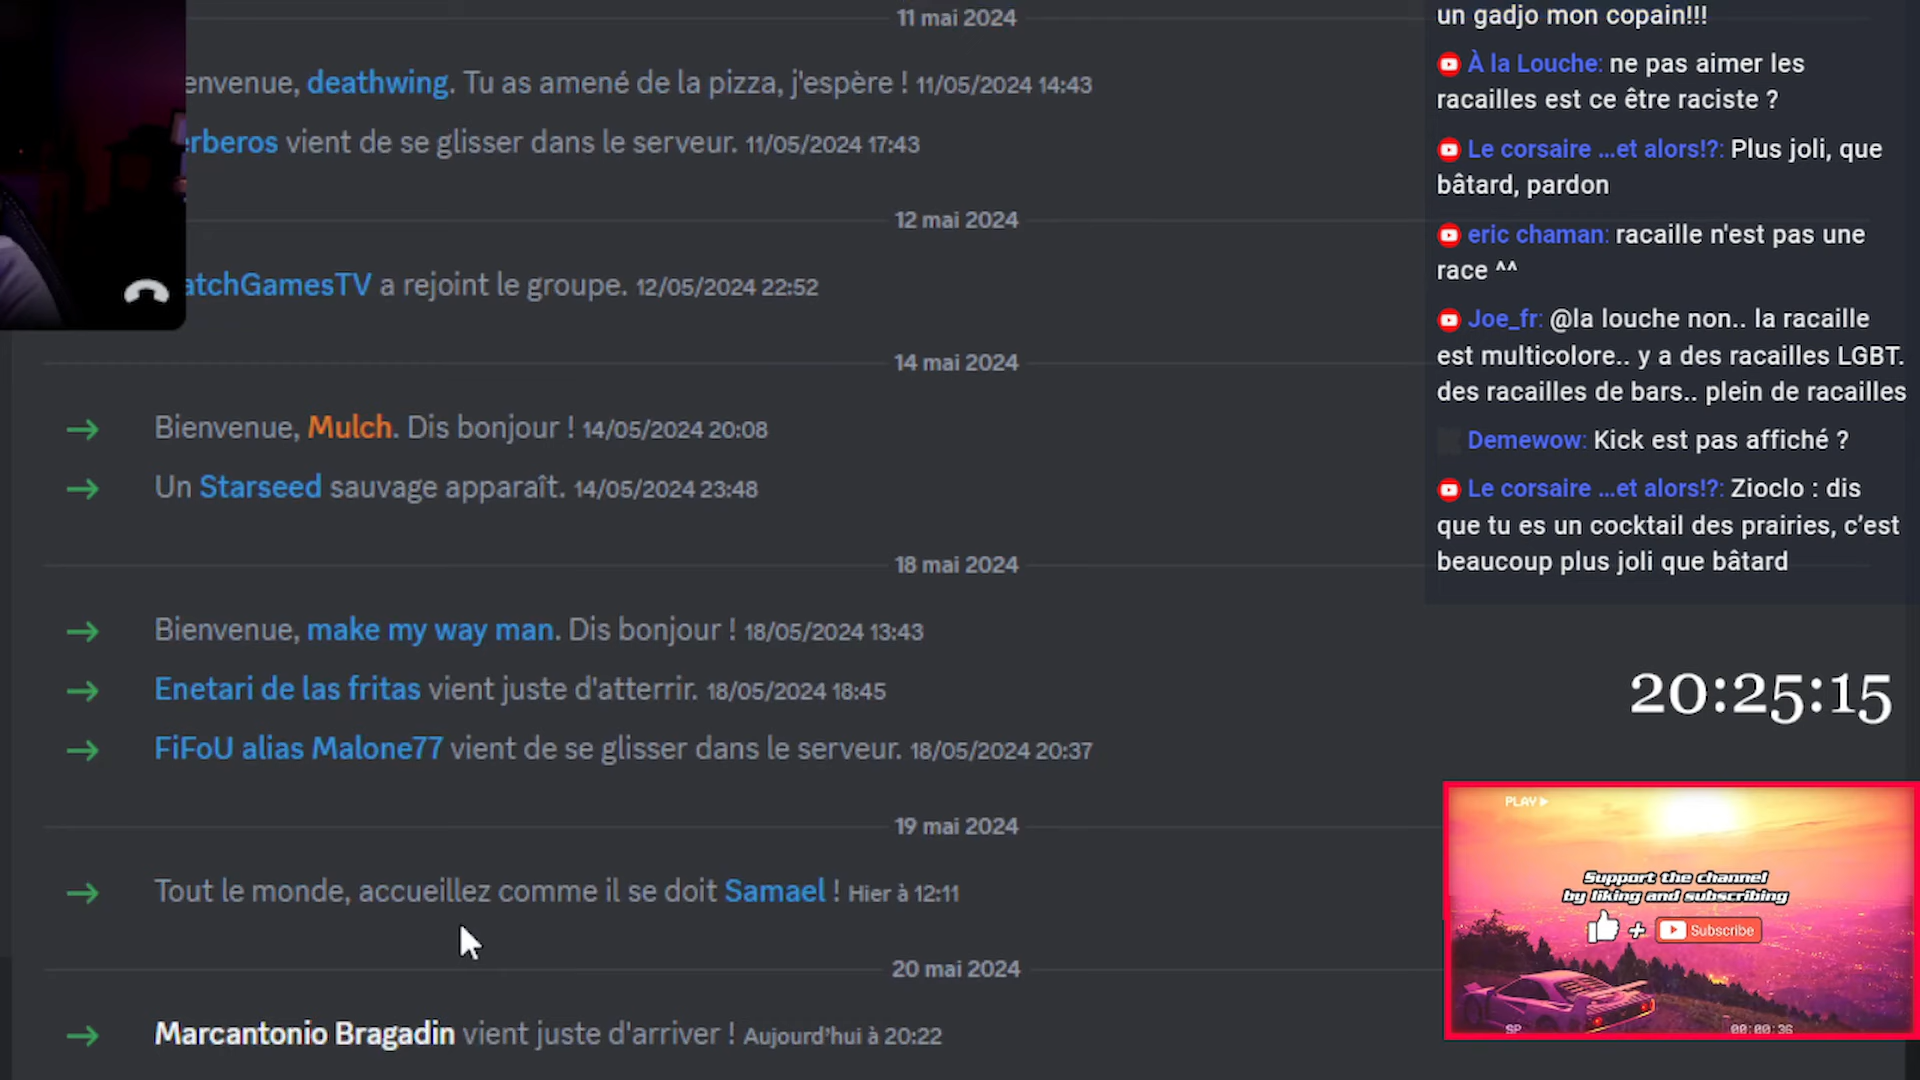 11 mai 2024
envenue, deathwing. Tu as amené de la pizza, j'espère ! 11/05/2024 14:43
erberos vient de se glisser dans le serveur. 11/05/2024 17:43
12 mai 2024
atchGamesTV a rejoint le groupe. 12/05/2024 22:52
14 mai 2024
Bienvenue, Mulch. Dis bonjour ! 14/05/2024 20:08
Un Starseed sauvage apparaît. 14/05/2024 23:48
18 mai 2024
Bienvenue, make my way man. Dis bonjour ! 18/05/2024 13:43
Enetari de las fritas vient juste d'atterrir. 18/05/2024 18:45
FiFoU alias Malone77 vient de se glisser dans le serveur. 18/05/2024 20:37
19 mai 2024
Tout le monde, accueillez comme il se doit Samael ! Hier à 12:11
20 mai 2024
Marcantonio Bragadin vient juste d'arriver ! Aujourd'hui à 20:22
un gadjo mon copain!!!
À la Louche: ne pas aimer les
racailles est ce être raciste ?
Le corsaire ...et alors!?: Plus joli, que
bâtard, pardon
eric chaman: racaille n'est pas une
race ^^
Joe_fr: @la louche non.. la racaille
est multicolore.. y a des racailles LGBT.
des racailles de bars.. plein de racailles
Demewow: Kick est pas affiché ?
Le corsaire ...et alors!?: Zioclo : dis
que tu es un cocktail des prairies, c’est
beaucoup plus joli que bâtard
20:25:15
PLAY
Support the channel
by liking and subscribing
+ Subscribe
SP 00:00:36